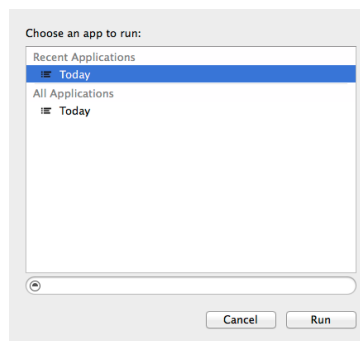 Choose an app to run:
Recent Applications
Today
All Applications
Today
Cancel Run